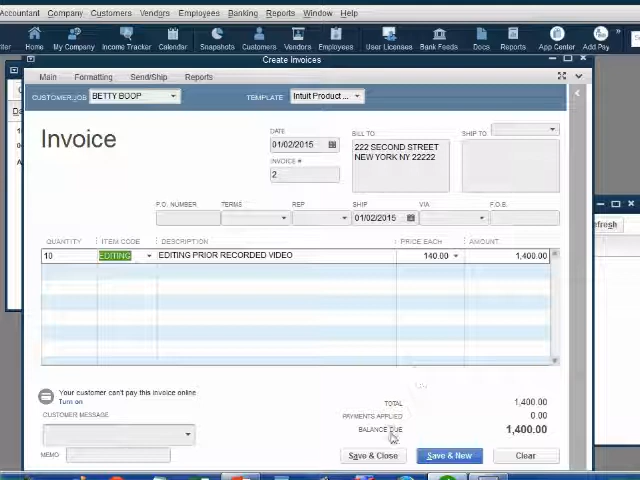 Accountant Company Customers Vendors Employees Banking Reports Window Help
Home My Company Income Tracker Calendar Snapshots Customers Vendors Employees User Licenses Bank Feeds Docs Reports App Center Add Pay
Create Invoices
Main Formatting Send/Ship Reports
CUSTOMER:JOB BETTY BOOP TEMPLATE Intuit Product ...
Invoice
DATE
01/02/2015
INVOICE #
2
BILL TO
222 SECOND STREET
NEW YORK NY 22222
SHIP TO
P.O. NUMBER TERMS REP SHIP VIA F.O.B.
01/02/2015
QUANTITY ITEM CODE DESCRIPTION PRICE EACH AMOUNT
10 EDITING EDITING PRIOR RECORDED VIDEO 140.00 1,400.00
Your customer can't pay this invoice online
Turn on
CUSTOMER MESSAGE
MEMO
TOTAL 1,400.00
PAYMENTS APPLIED 0.00
BALANCE DUE 1,400.00
Save & Close Save & New Clear